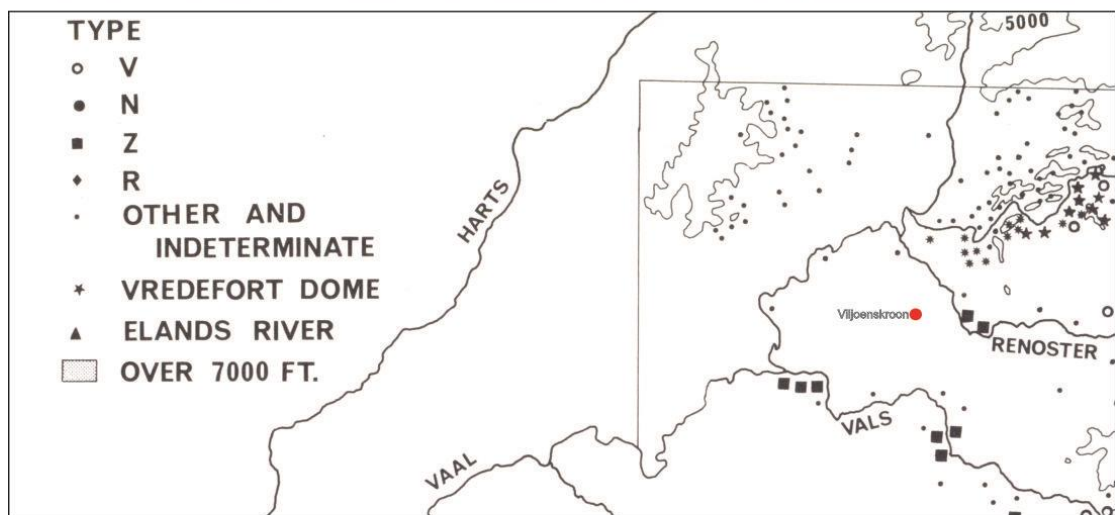 TYPE
V
N
Z
R
OTHER AND
INDETERMINATE
VREDEFORT DOME
ELANDS RIVER
OVER 7000 FT.
5000
HARTS
Viljoenskroon
RENOSTER
VALS
VAAL